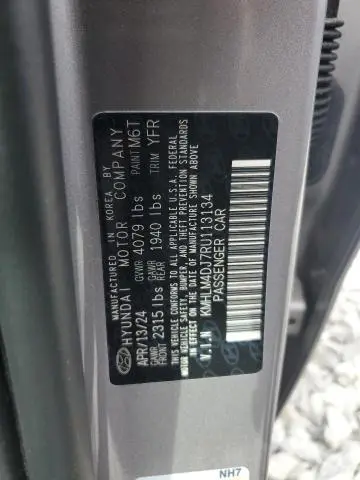 MFD. IN KOREA BY
HYUNDAI MOTOR COMPANY
APR/13/24 GVWR 4079 lbs PAINT M6T
GAWR FRONT 2315 lbs GAWR REAR 1940 lbs TRIM YFR
THIS VEHICLE CONFORMS TO ALL APPLICABLE U.S.A. FEDERAL
MOTOR VEHICLE SAFETY, BUMPER AND THEFT PREVENTION STANDARDS
IN EFFECT ON THE DATE OF MANUFACTURE SHOWN ABOVE.
V.I.N KMHLM4DJ7RU113134
PASSENGER CAR
NH7